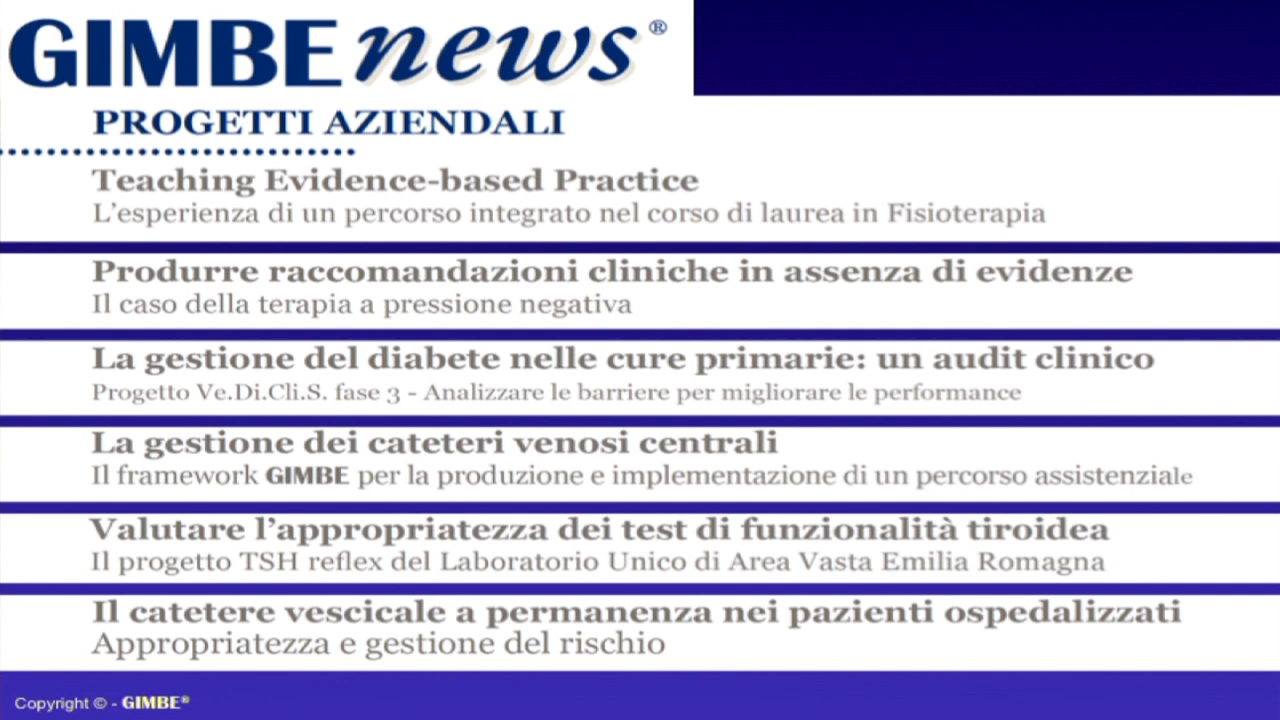 GIMBEnews®
PROGETTI AZIENDALI
Teaching Evidence-based Practice
L'esperienza di un percorso integrato nel corso di laurea in Fisioterapia
Produrre raccomandazioni cliniche in assenza di evidenze
Il caso della terapia a pressione negativa
La gestione del diabete nelle cure primarie: un audit clinico
Progetto Ve.Di.Cli.S. fase 3 - Analizzare le barriere per migliorare le performance
La gestione dei cateteri venosi centrali
Il framework GIMBE per la produzione e implementazione di un percorso assistenziale
Valutare l'appropriatezza dei test di funzionalità tiroidea
Il progetto TSH reflex del Laboratorio Unico di Area Vasta Emilia Romagna
Il catetere vescicale a permanenza nei pazienti ospedalizzati
Appropriatezza e gestione del rischio
Copyright © - GIMBE®